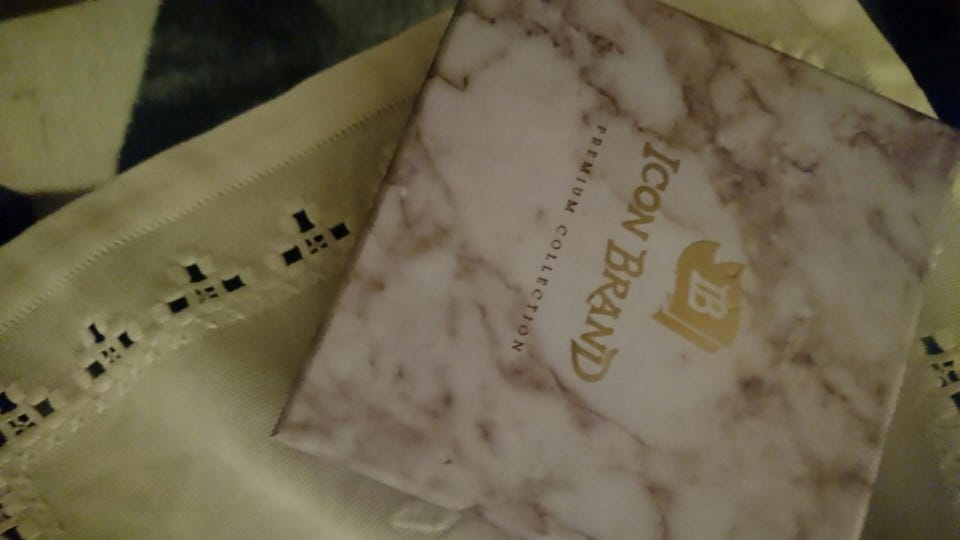 IB
ICON BRAND
PREMIUM COLLECTION